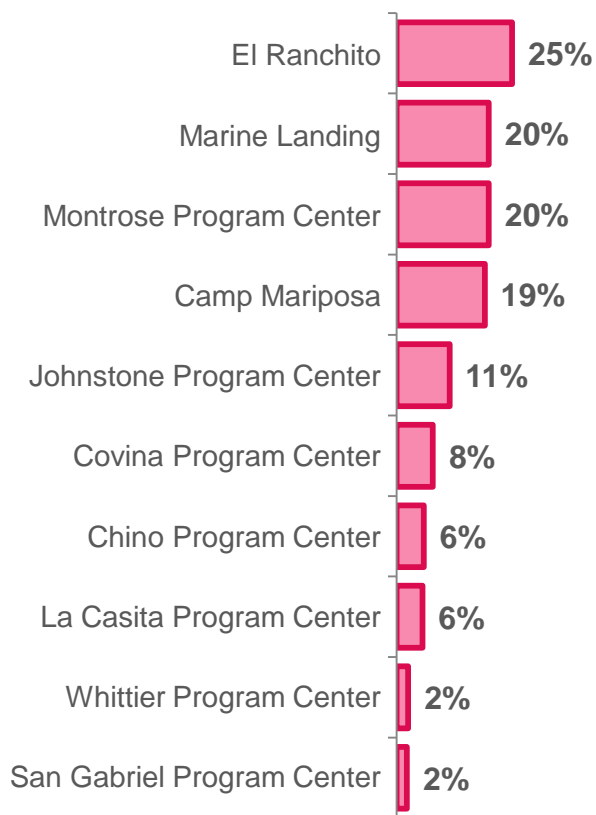 El Ranchito 25%
Marine Landing 20%
Montrose Program Center 20%
Camp Mariposa 19%
Johnstone Program Center 11%
Covina Program Center 8%
Chino Program Center 6%
La Casita Program Center 6%
Whittier Program Center 2%
San Gabriel Program Center 2%